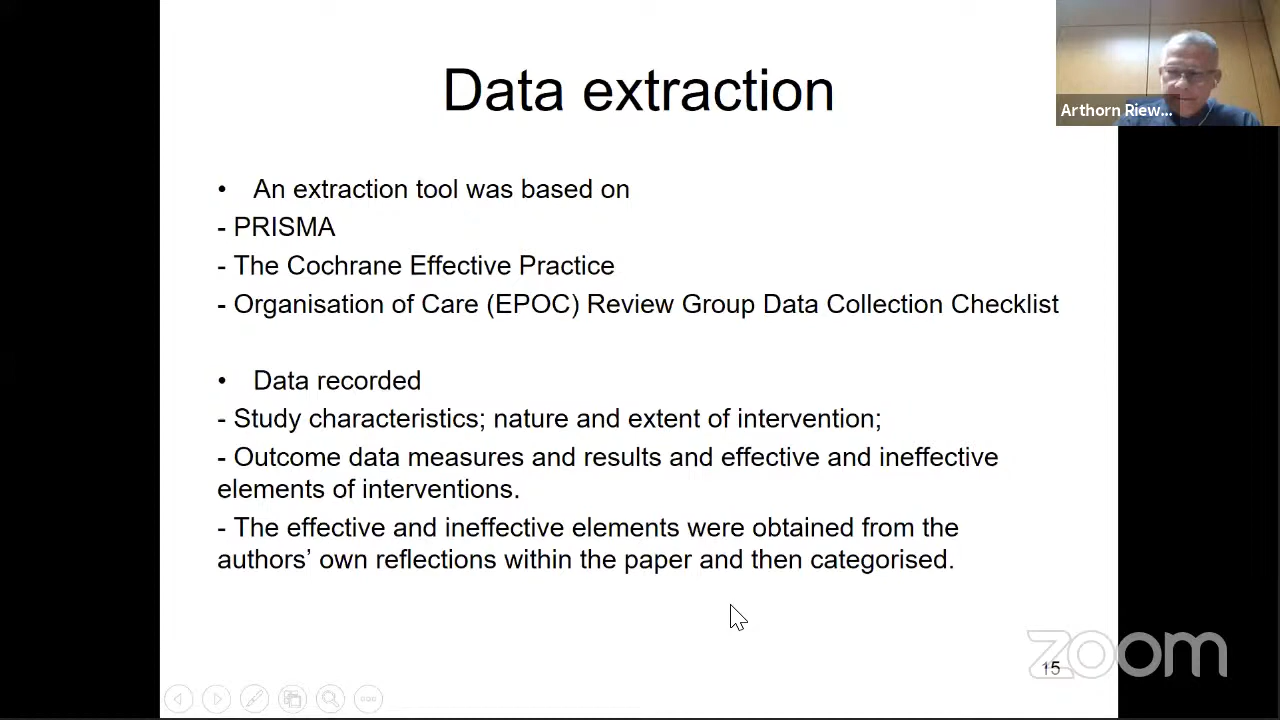 Data extraction
Arthorn Riew...
• An extraction tool was based on
- PRISMA
- The Cochrane Effective Practice
- Organisation of Care (EPOC) Review Group Data Collection Checklist
• Data recorded
- Study characteristics; nature and extent of intervention;
- Outcome data measures and results and effective and ineffective
elements of interventions.
- The effective and ineffective elements were obtained from the
authors’ own reflections within the paper and then categorised.
zoom
15